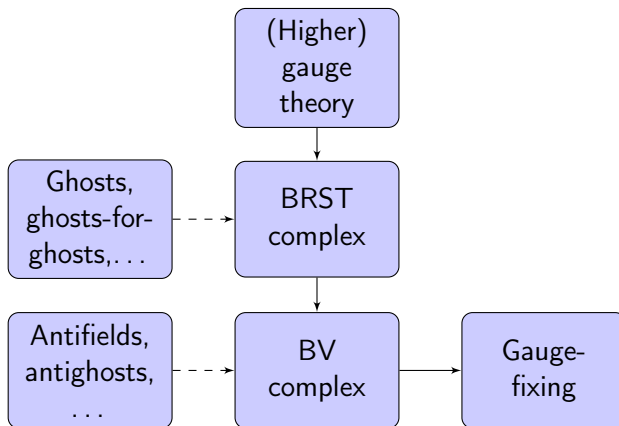 (Higher)
gauge
theory
Ghosts,
ghosts-for-
ghosts,...
BRST
complex
Antifields,
antighosts,
...
BV
complex
Gauge-
fixing